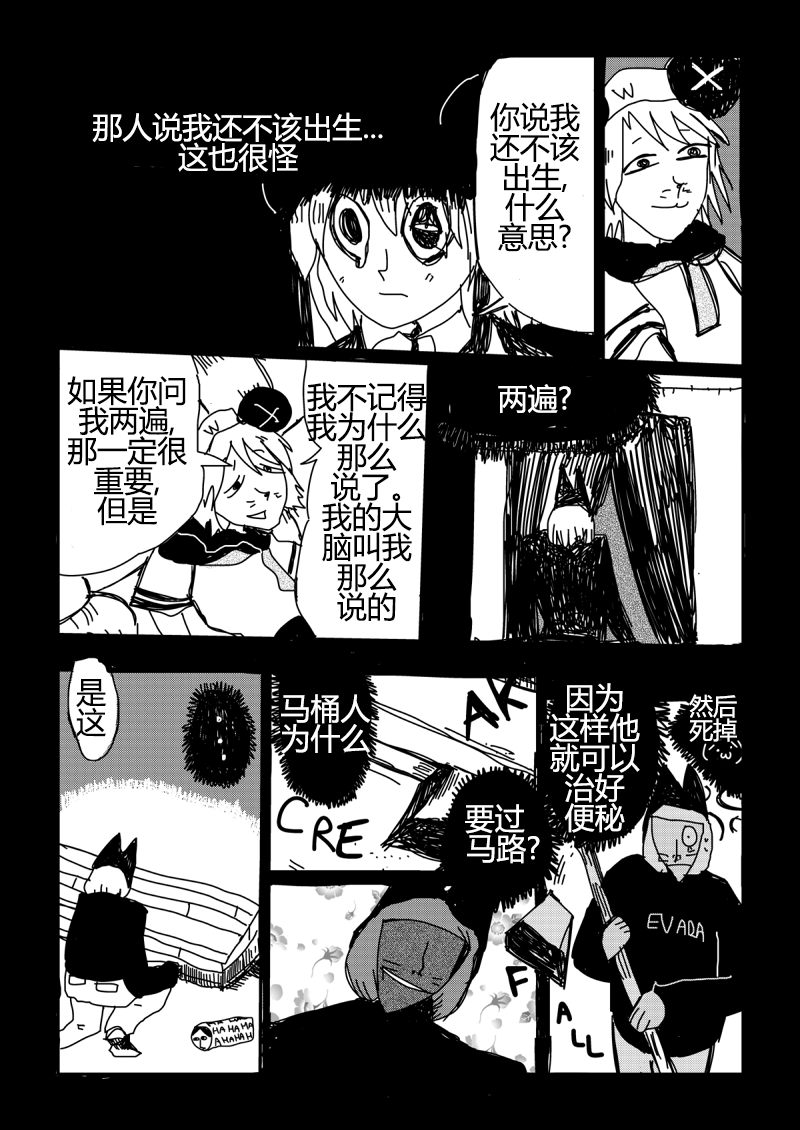 那人说我还不该出生...
这也很怪
你说我
还不该
出生,
什么
意思?
W
如果你问
我两遍,
那一定很
重要,
但是
我不记得
我为什么
那么
说了。
我的大
脑叫我
那么
说的
两遍?
是
这
...
马桶人
为什么
CRE
AK
要过
马路?
因为
这样他
就可以
治好
便秘
然后
死掉
(´ω`)
EVADA
F
ALL
HA HA HA
AHAHAH